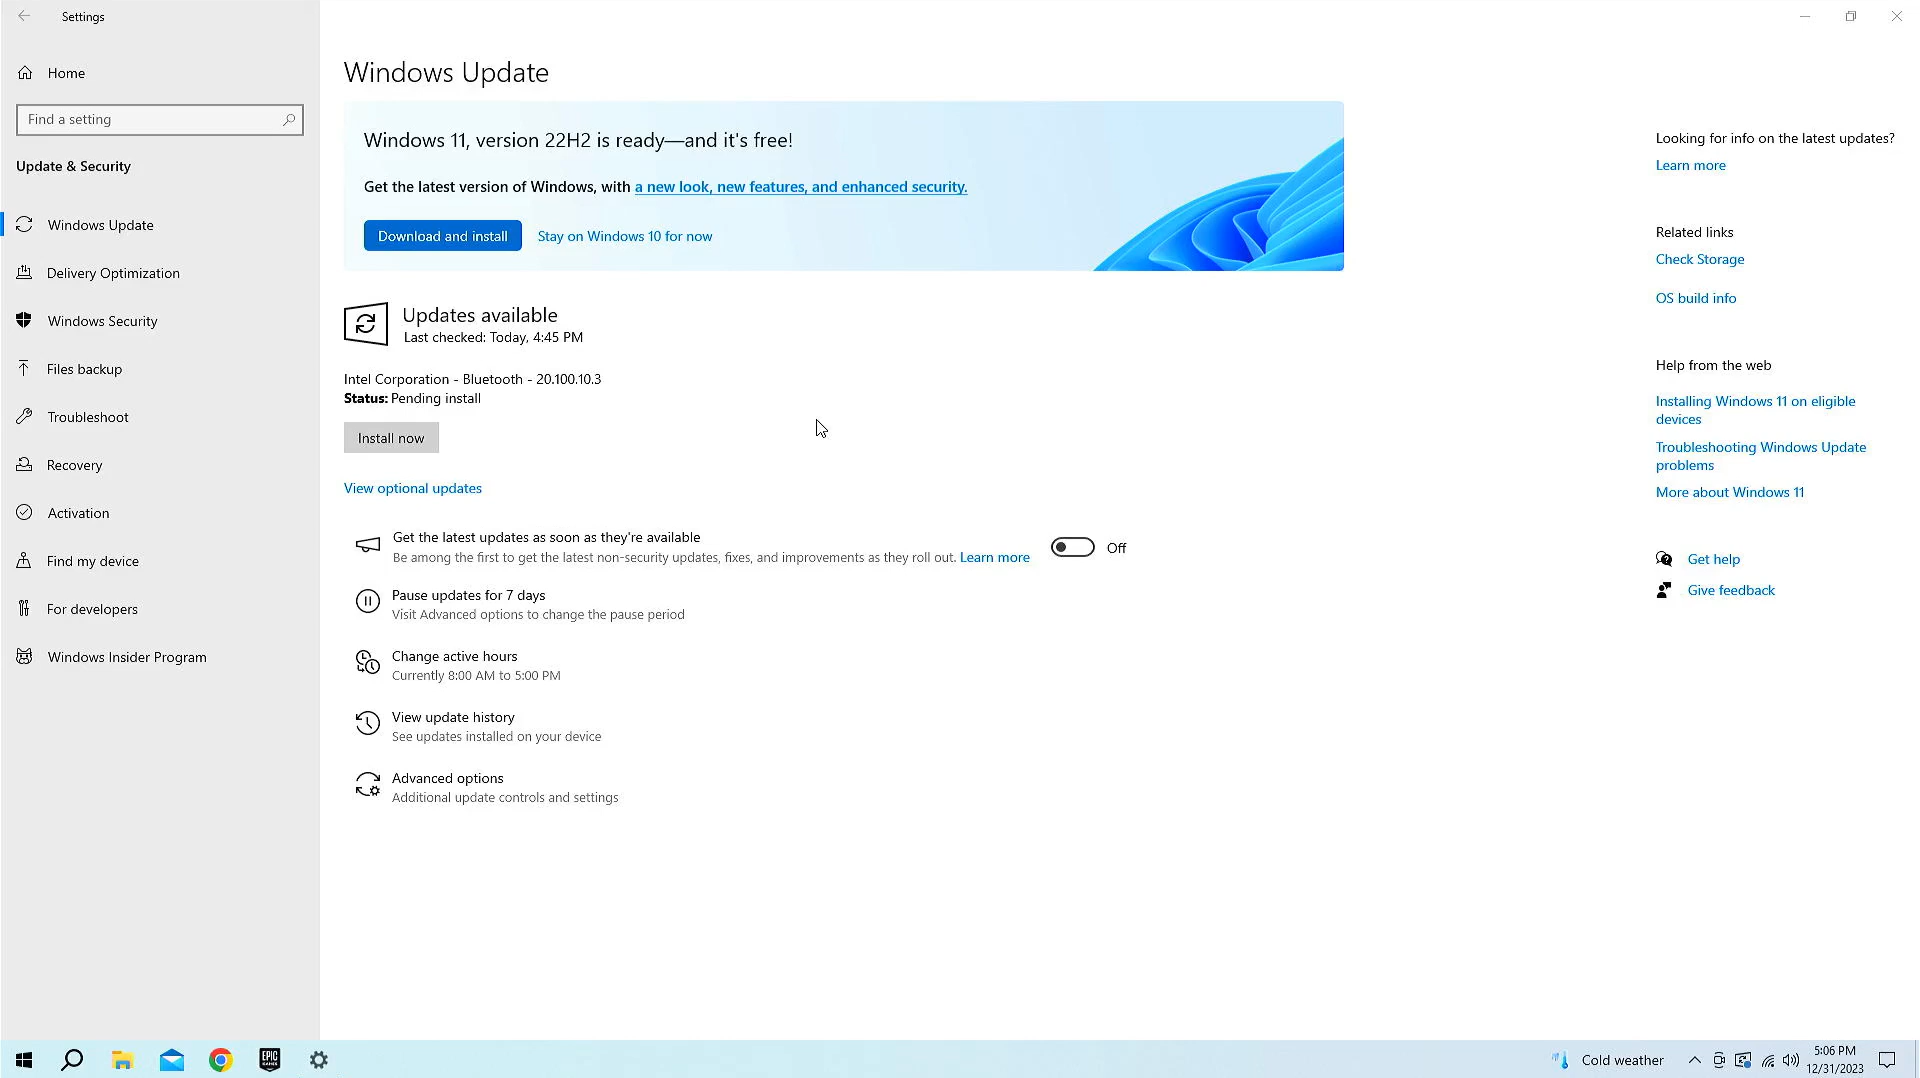 Settings
Home
Find a setting
Update & Security
Windows Update
Delivery Optimization
Windows Security
Files backup
Troubleshoot
Recovery
Activation
Find my device
For developers
Windows Insider Program
Windows Update
Windows 11, version 22H2 is ready—and it's free!
Get the latest version of Windows, with a new look, new features, and enhanced security.
Download and install Stay on Windows 10 for now
Updates available
Last checked: Today, 4:45 PM
Intel Corporation - Bluetooth - 20.100.10.3
Status: Pending install
Install now
View optional updates
Get the latest updates as soon as they're available
Be among the first to get the latest non-security updates, fixes, and improvements as they roll out. Learn more
Off
Pause updates for 7 days
Visit Advanced options to change the pause period
Change active hours
Currently 8:00 AM to 5:00 PM
View update history
See updates installed on your device
Advanced options
Additional update controls and settings
Looking for info on the latest updates?
Learn more
Related links
Check Storage
OS build info
Help from the web
Installing Windows 11 on eligible
devices
Troubleshooting Windows Update
problems
More about Windows 11
Get help
Give feedback
EPIC
GAMES
Cold weather
5:06 PM
12/31/2023